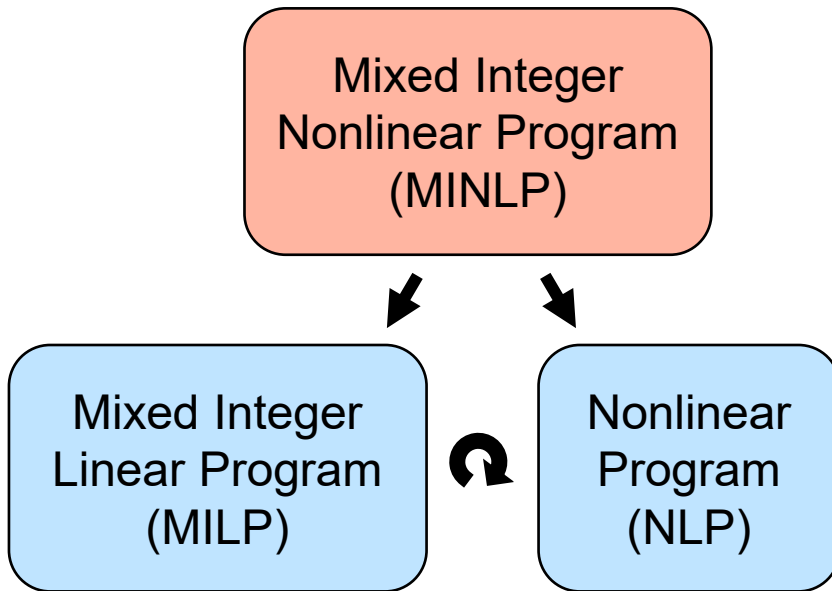 Mixed Integer
Nonlinear Program
(MINLP)
Mixed Integer
Linear Program
(MILP)
Nonlinear
Program
(NLP)